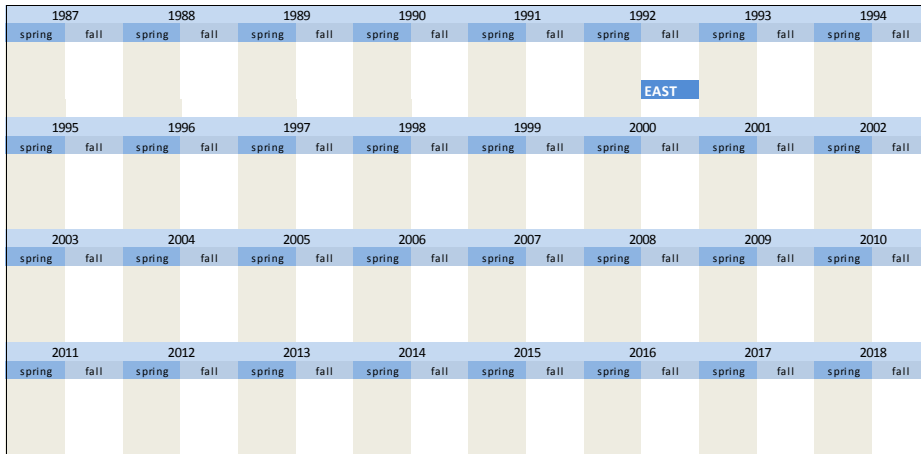 1987 1988 1989 1990 1991 1992 1993 1994
spring fall spring fall spring fall spring fall spring fall spring fall spring fall spring fall
EAST
1995 1996 1997 1998 1999 2000 2001 2002
spring fall spring fall spring fall spring fall spring fall spring fall spring fall spring fall
2003 2004 2005 2006 2007 2008 2009 2010
spring fall spring fall spring fall spring fall spring fall spring fall spring fall spring fall
2011 2012 2013 2014 2015 2016 2017 2018
spring fall spring fall spring fall spring fall spring fall spring fall spring fall spring fall